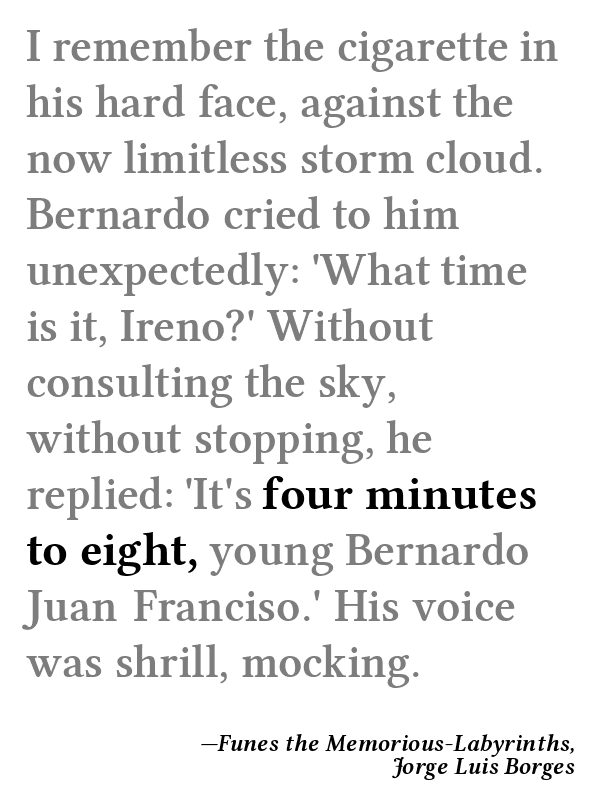 I remember the cigarette in
his hard face, against the
now limitless storm cloud.
Bernardo cried to him
unexpectedly: 'What time
is it, Ireno?' Without
consulting the sky,
without stopping, he
replied: 'It's four minutes
to eight, young Bernardo
Juan Franciso.' His voice
was shrill, mocking.
—Funes the Memorious-Labyrinths,
Jorge Luis Borges